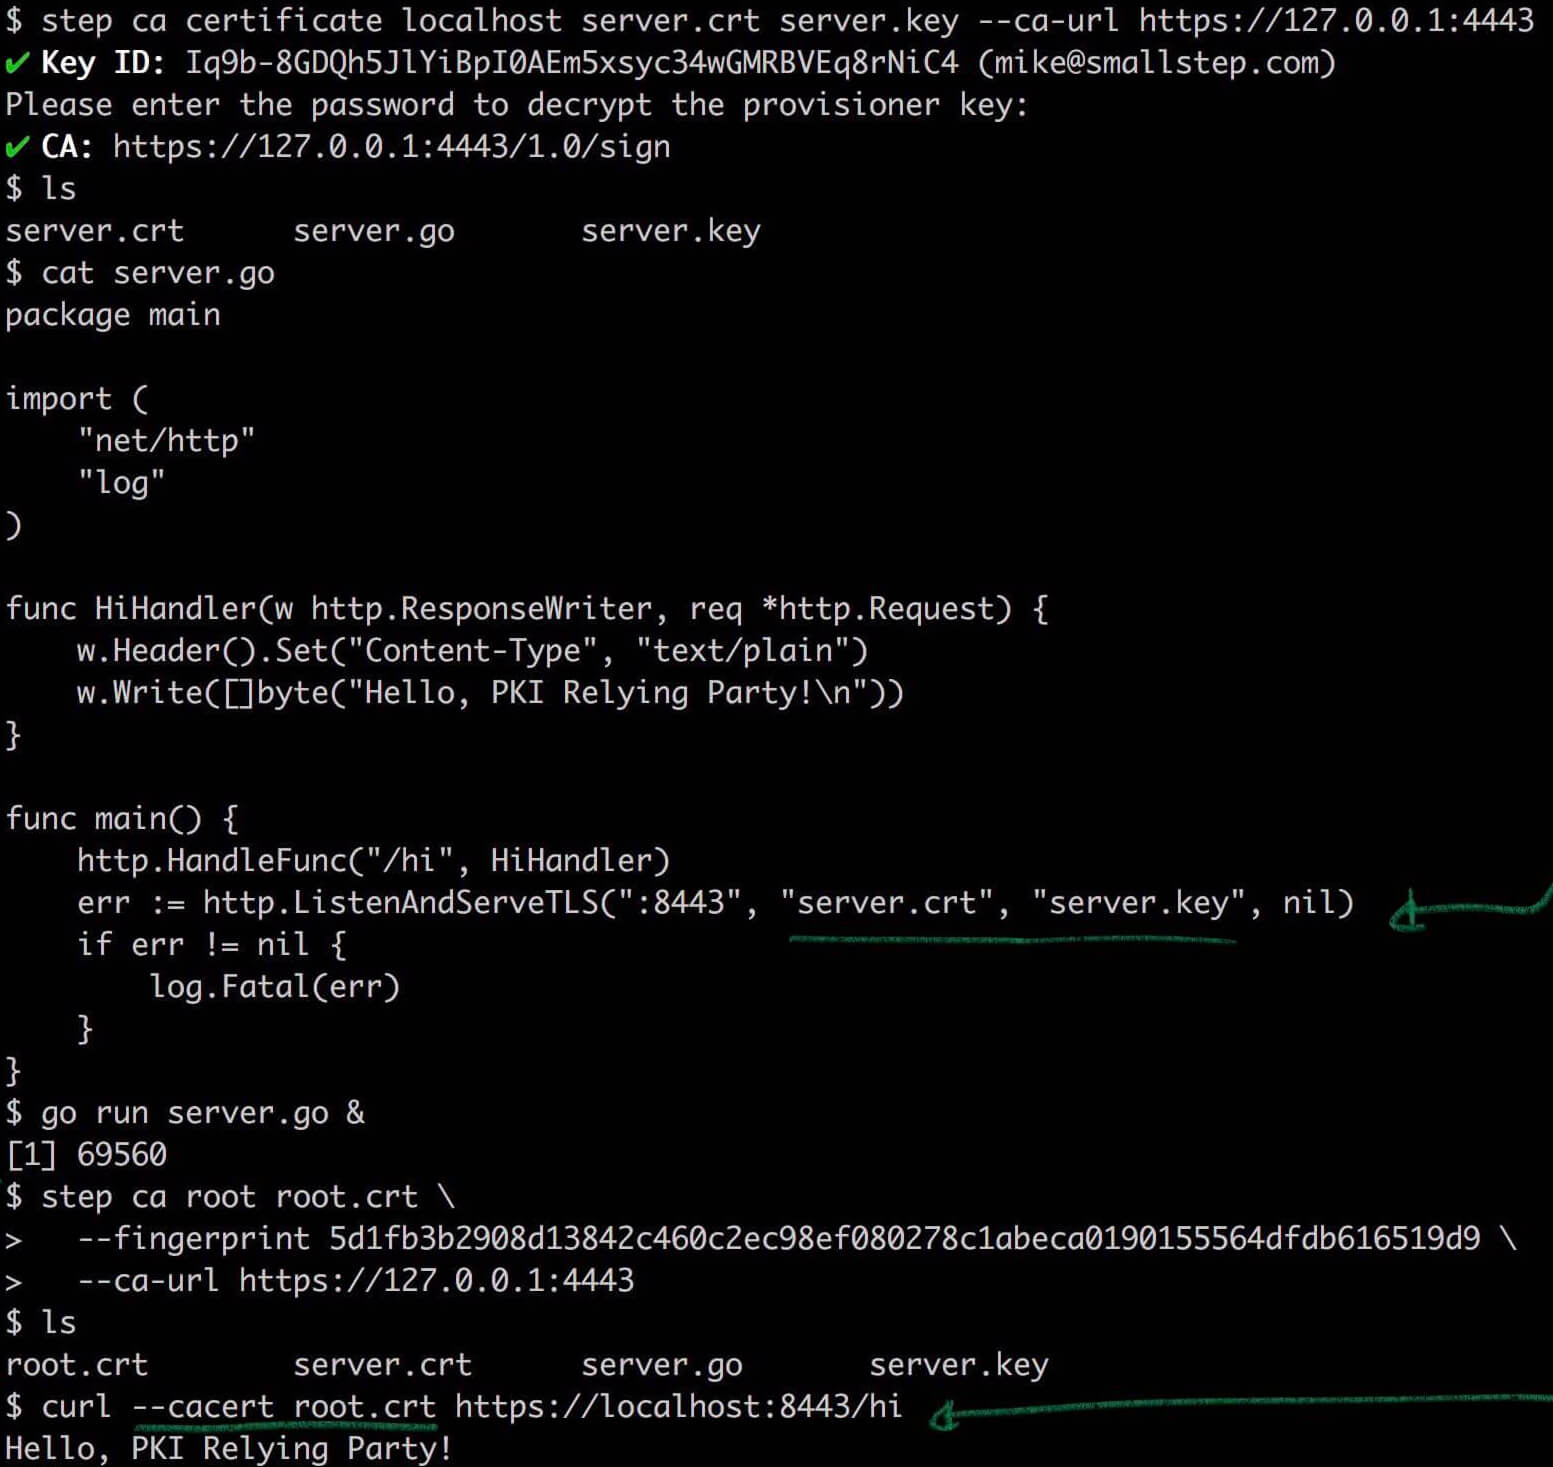 $ step ca certificate localhost server.crt server.key --ca-url https://127.0.0.1:4443
✔ Key ID: Iq9b-8GDQh5JlYiBpI0AEm5xsyc34wGMRBVEq8rNiC4 (mike@smallstep.com)
Please enter the password to decrypt the provisioner key:
✔ CA: https://127.0.0.1:4443/1.0/sign
$ ls
server.crt      server.go       server.key
$ cat server.go
package main

import (
    "net/http"
    "log"
)

func HiHandler(w http.ResponseWriter, req *http.Request) {
    w.Header().Set("Content-Type", "text/plain")
    w.Write([]byte("Hello, PKI Relying Party!\n"))
}

func main() {
    http.HandleFunc("/hi", HiHandler)
    err := http.ListenAndServeTLS(":8443", "server.crt", "server.key", nil)
    if err != nil {
        log.Fatal(err)
    }
}
$ go run server.go &
[1] 69560
$ step ca root root.crt \
>   --fingerprint 5d1fb3b2908d13842c460c2ec98ef080278c1abeca0190155564dfdb616519d9 \
>   --ca-url https://127.0.0.1:4443
$ ls
root.crt        server.crt      server.go       server.key
$ curl --cacert root.crt https://localhost:8443/hi
Hello, PKI Relying Party!